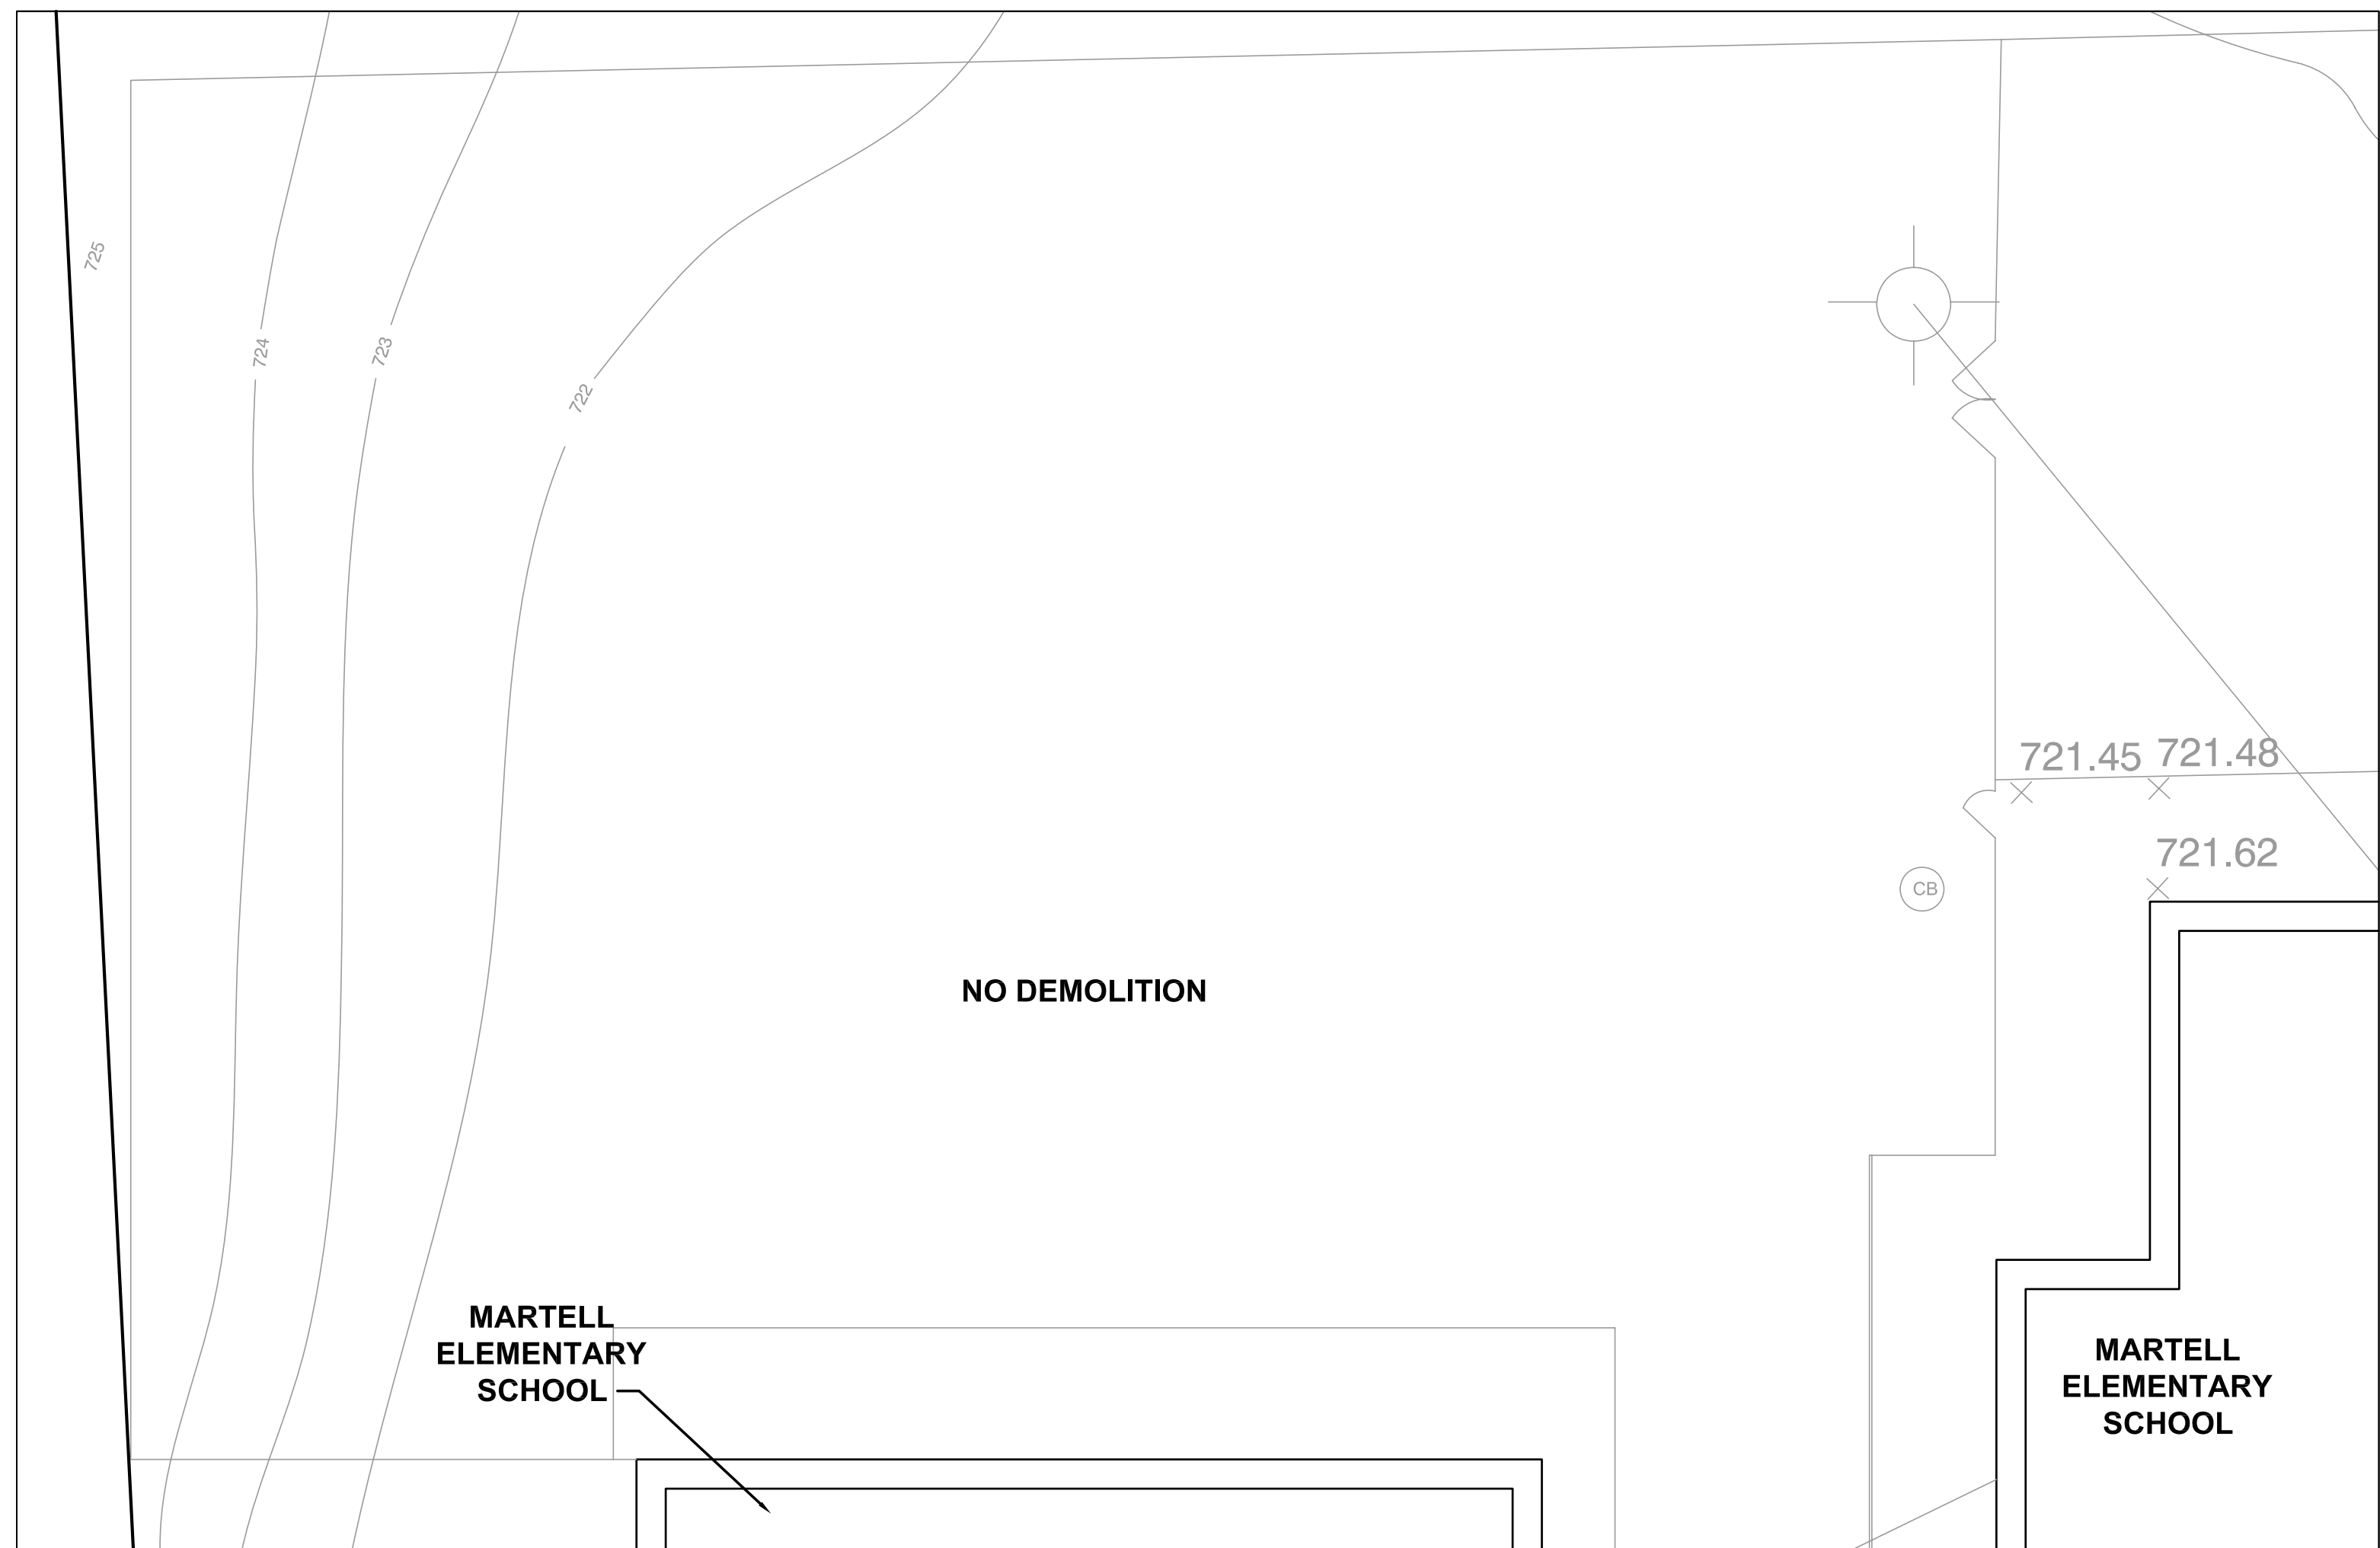 725
724
723
722
721.45
721.48
721.62
CB
NO DEMOLITION
MARTELL
ELEMENTARY
SCHOOL
MARTELL
ELEMENTARY
SCHOOL